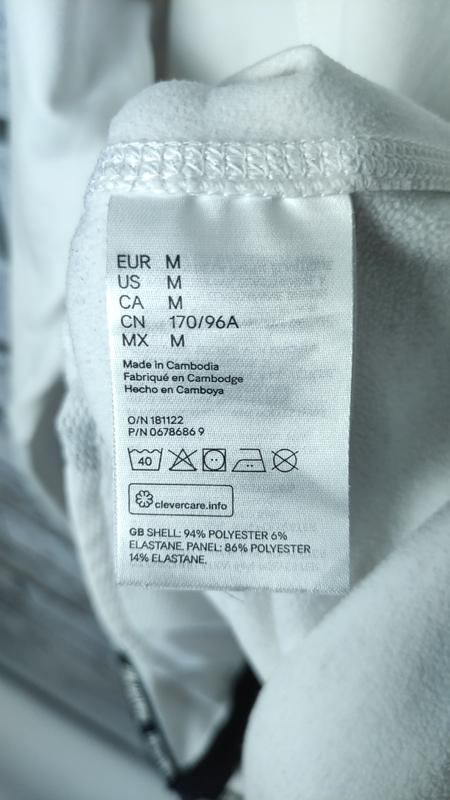 EUR M
US M
CA M
CN 170/96A
MX M
Made in Cambodia
Fabriqué en Cambodge
Hecho en Camboya
O/N 181122
P/N 0678686 9
40
clevercare.info
GB SHELL: 94% POLYESTER 6%
ELASTANE. PANEL: 86% POLYESTER
14% ELASTANE.